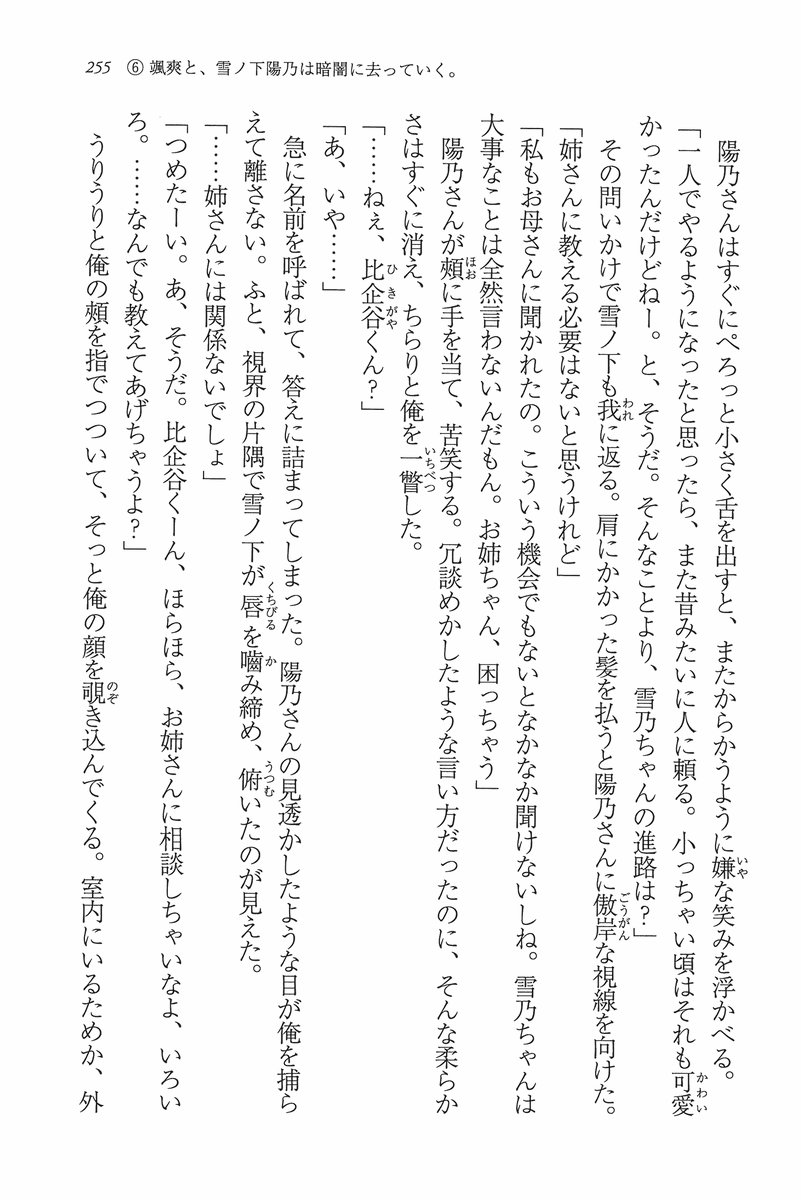 255 ⑥ 颯爽と、雪ノ下陽乃は暗闇に去っていく。
　陽乃さんはすぐにぺろっと小さく舌を出すと、またからかうように嫌な笑みを浮かべる。
「一人でやるようになったと思ったら、また昔みたいに人に頼る。小っちゃい頃はそれも可愛
かったんだけどねー。と、そうだ。そんなことより、雪乃ちゃんの進路は？」
　その問いかけで雪ノ下も我に返る。肩にかかった髪を払うと陽乃さんに傲岸な視線を向けた。
「姉さんに教える必要はないと思うけれど」
「私もお母さんに聞かれたの。こういう機会でもないとなかなか聞けないしね。雪乃ちゃんは
大事なことは全然言わないんだもん。お姉ちゃん、困っちゃう」
　陽乃さんが頰に手を当て、苦笑する。冗談めかしたような言い方だったのに、そんな柔らか
さはすぐに消え、ちらりと俺を一瞥した。
「……ねぇ、比企谷くん？」
「あ、いや……」
　急に名前を呼ばれて、答えに詰まってしまった。陽乃さんの見透かしたような目が俺を捕ら
えて離さない。ふと、視界の片隅で雪ノ下が唇を嚙み締め、俯いたのが見えた。
「……姉さんには関係ないでしょ」
「つめたーい。あ、そうだ。比企谷くーん、ほらほら、お姉さんに相談しちゃいなよ、いろい
ろ。……なんでも教えてあげちゃうよ？」
　うりうりと俺の頰を指でつついて、そっと俺の顔を覗き込んでくる。室内にいるためか、外